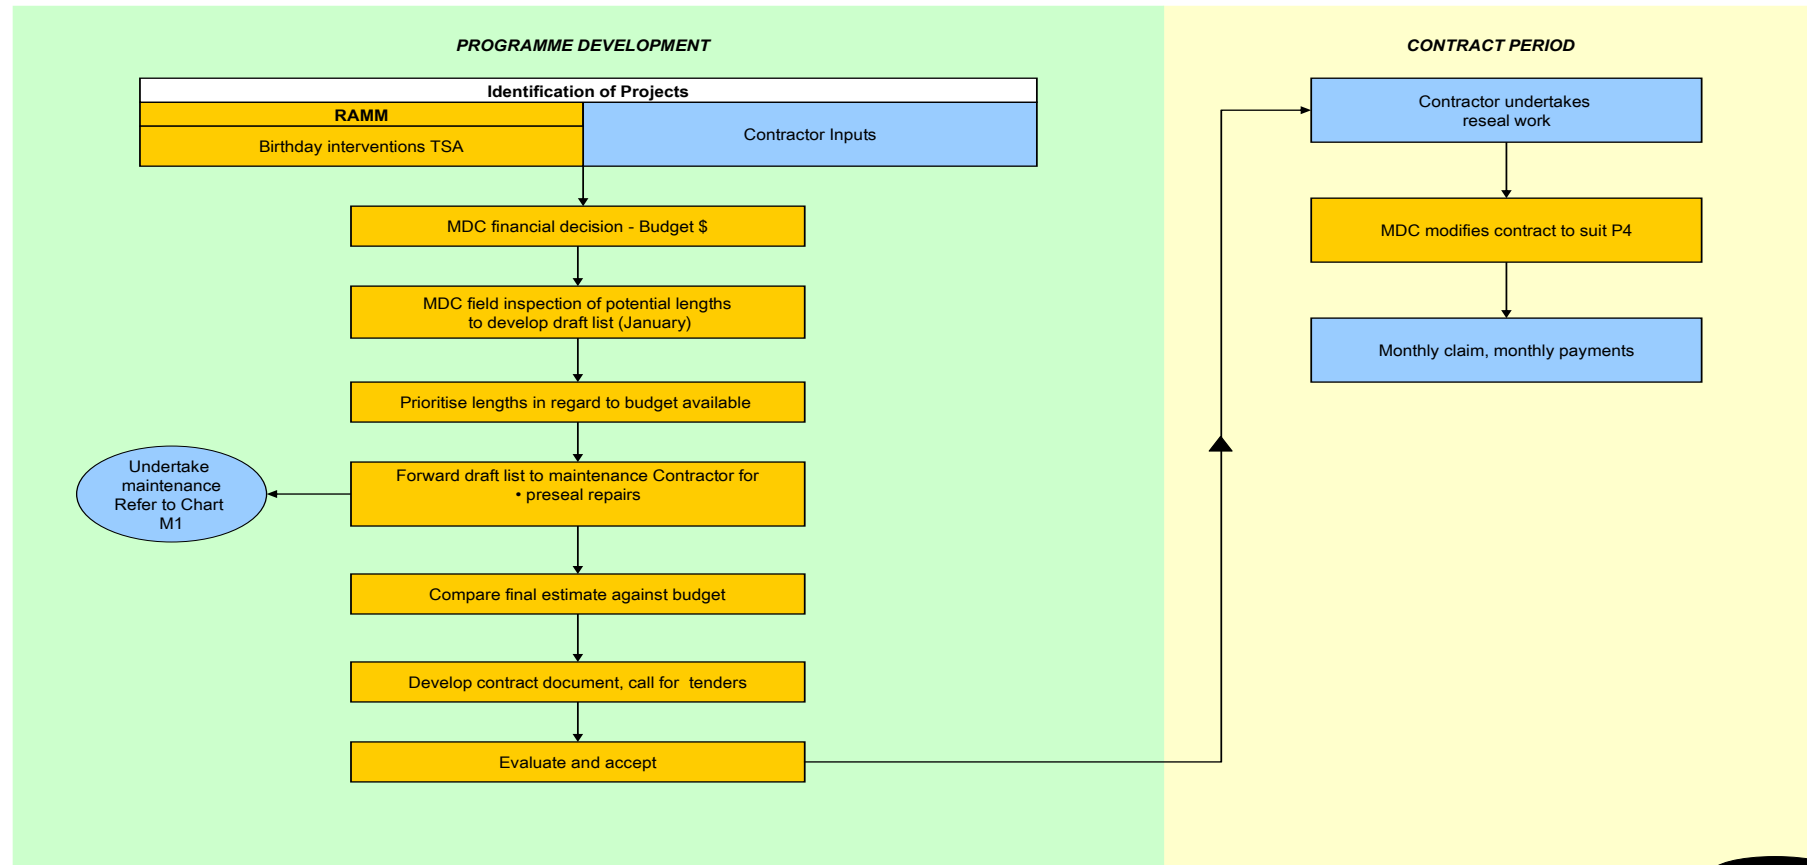 PROGRAMME DEVELOPMENT
Identification of Projects
RAMM
Birthday interventions TSA
Contractor Inputs
MDC financial decision - Budget $
MDC field inspection of potential lengths
to develop draft list (January)
Prioritise lengths in regard to budget available
Forward draft list to maintenance Contractor for
• preseal repairs
Undertake
maintenance
Refer to Chart
M1
Compare final estimate against budget
Develop contract document, call for  tenders
Evaluate and accept
CONTRACT PERIOD
Contractor undertakes
reseal work
MDC modifies contract to suit P4
Monthly claim, monthly payments